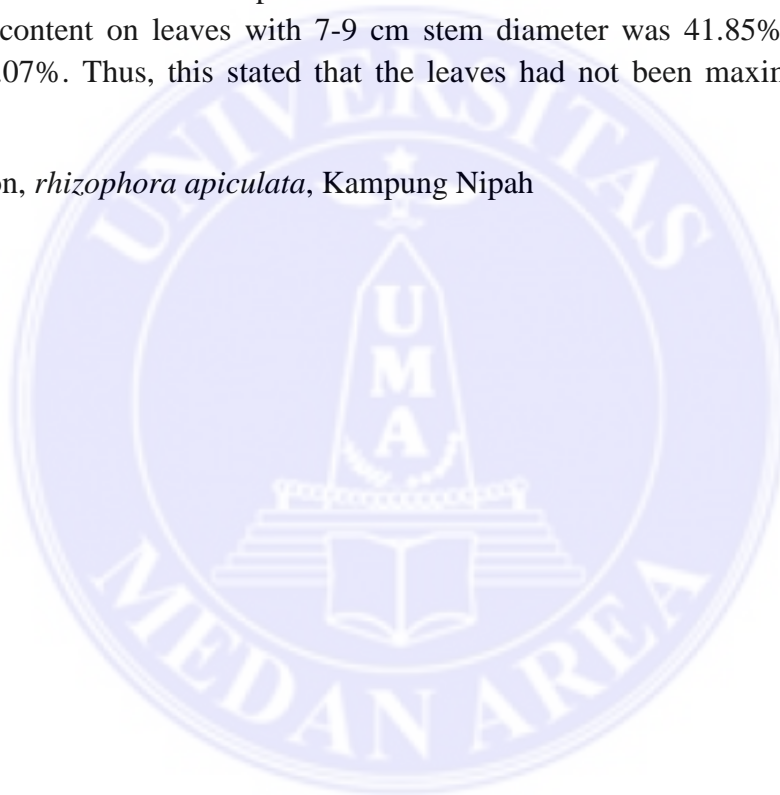 content on leaves with 7-9 cm stem diameter was 41.85%
07%. Thus, this stated that the leaves had not been
on, rhizophora apiculata, Kampung Nipah
UNIVERSITAS
UMA
MEDAN AREA